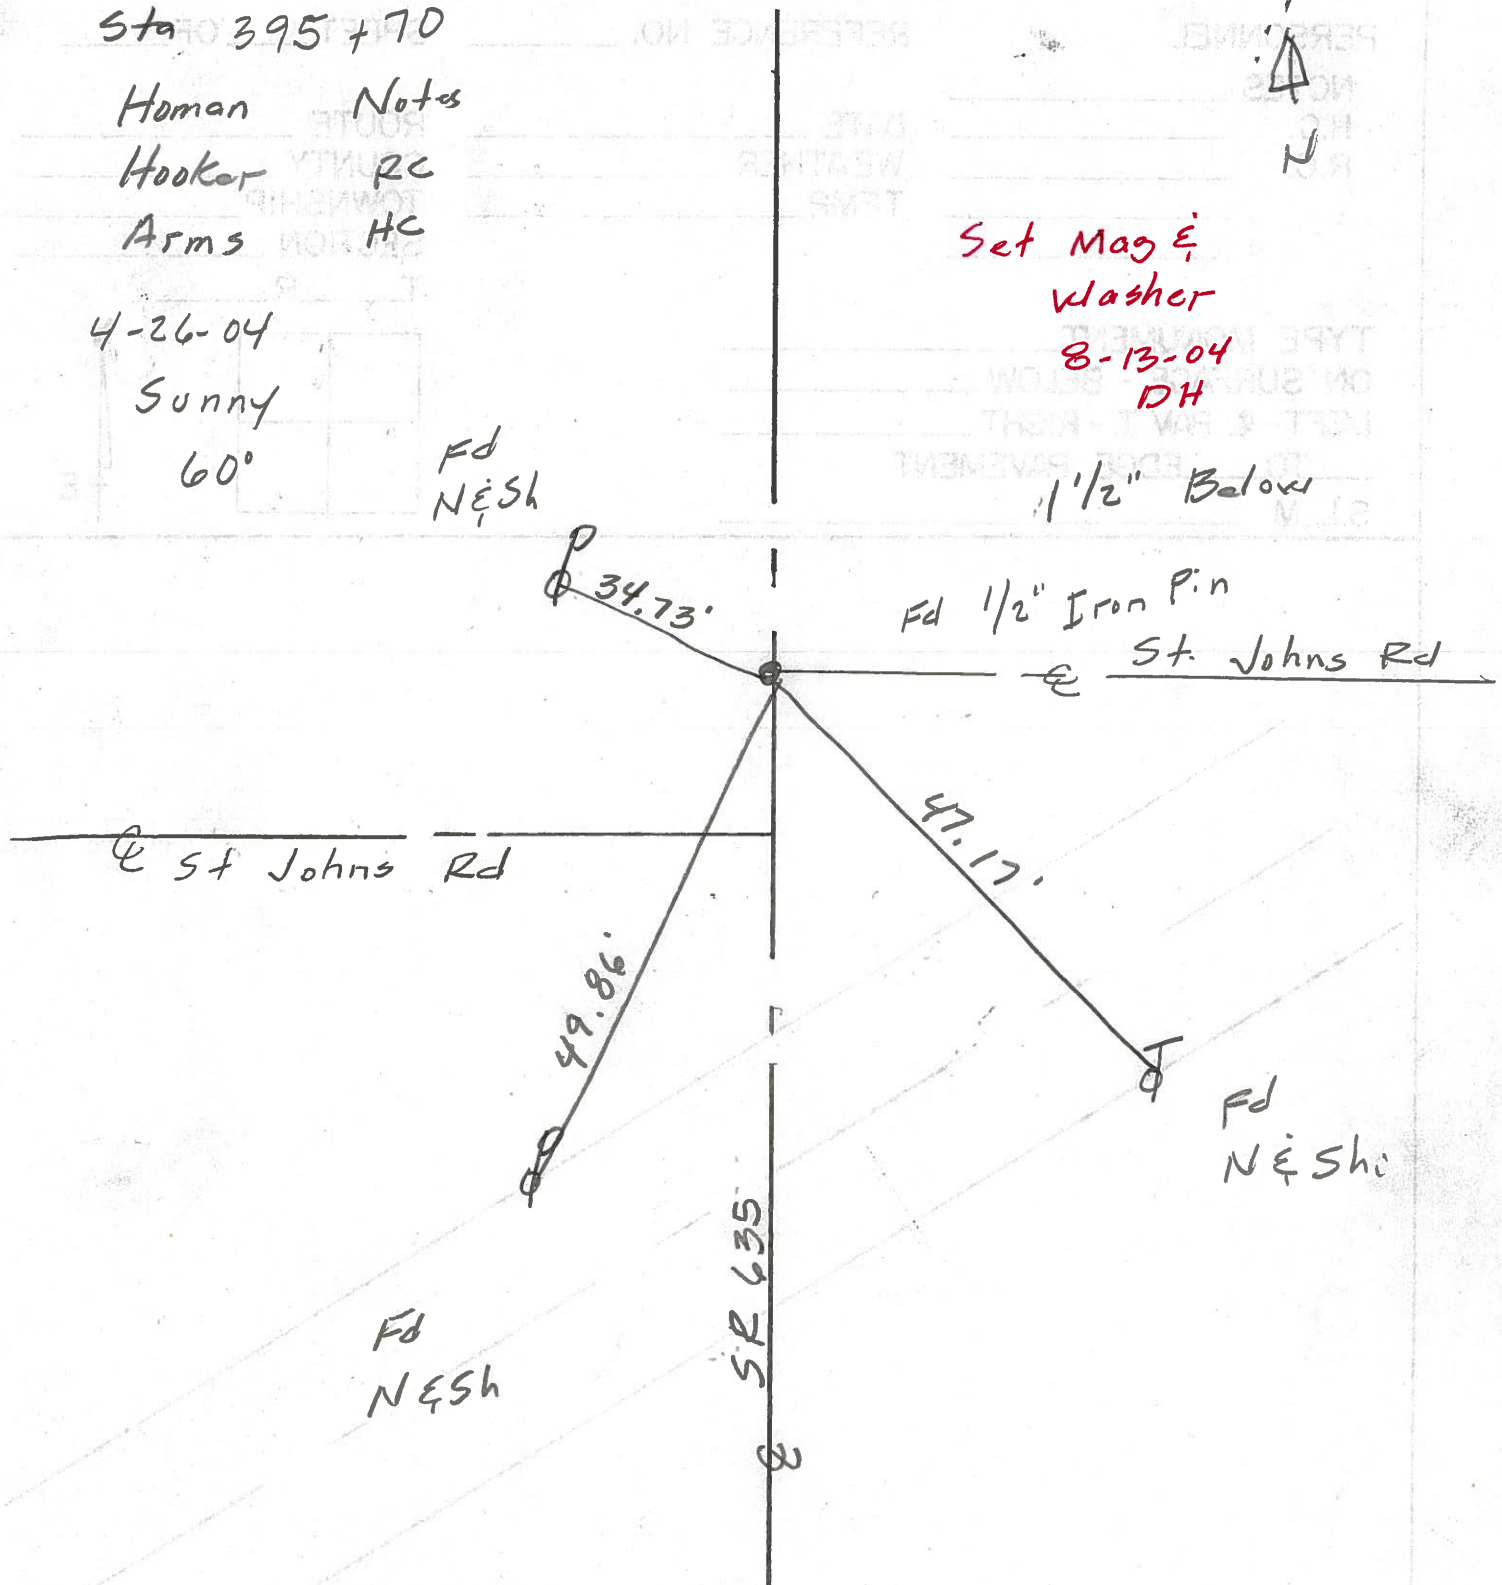 Sta 395+70
Homan Notes
Hooker RC
Arms HC
4-26-04
Sunny
60°
N
Set Mag &
Washer
8-13-04
DH
1 1/2" Below
Fd
N & Sh
P
34.73'
Fd 1/2" Iron Pin
℄ St. Johns Rd
℄ St Johns Rd
47.17'
49.86'
P
T
Fd
N & Sh
Fd
N & Sh
SR 635
℄